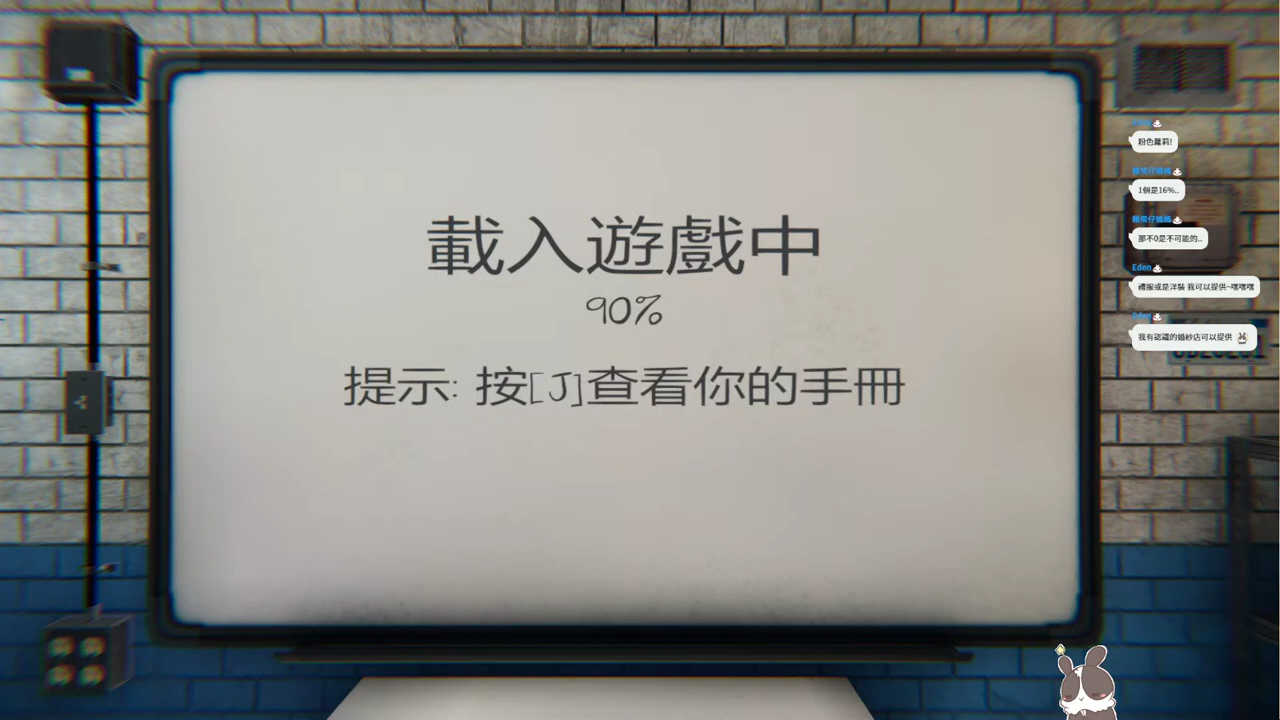 載入遊戲中
90%
提示: 按[J]查看你的手冊
粉色蘿莉!
1個是16%..
那不0是不可能的..
Eden
禮服或是洋裝 我可以提供~嘿嘿嘿
Eden
我有認識的婚紗店可以提供